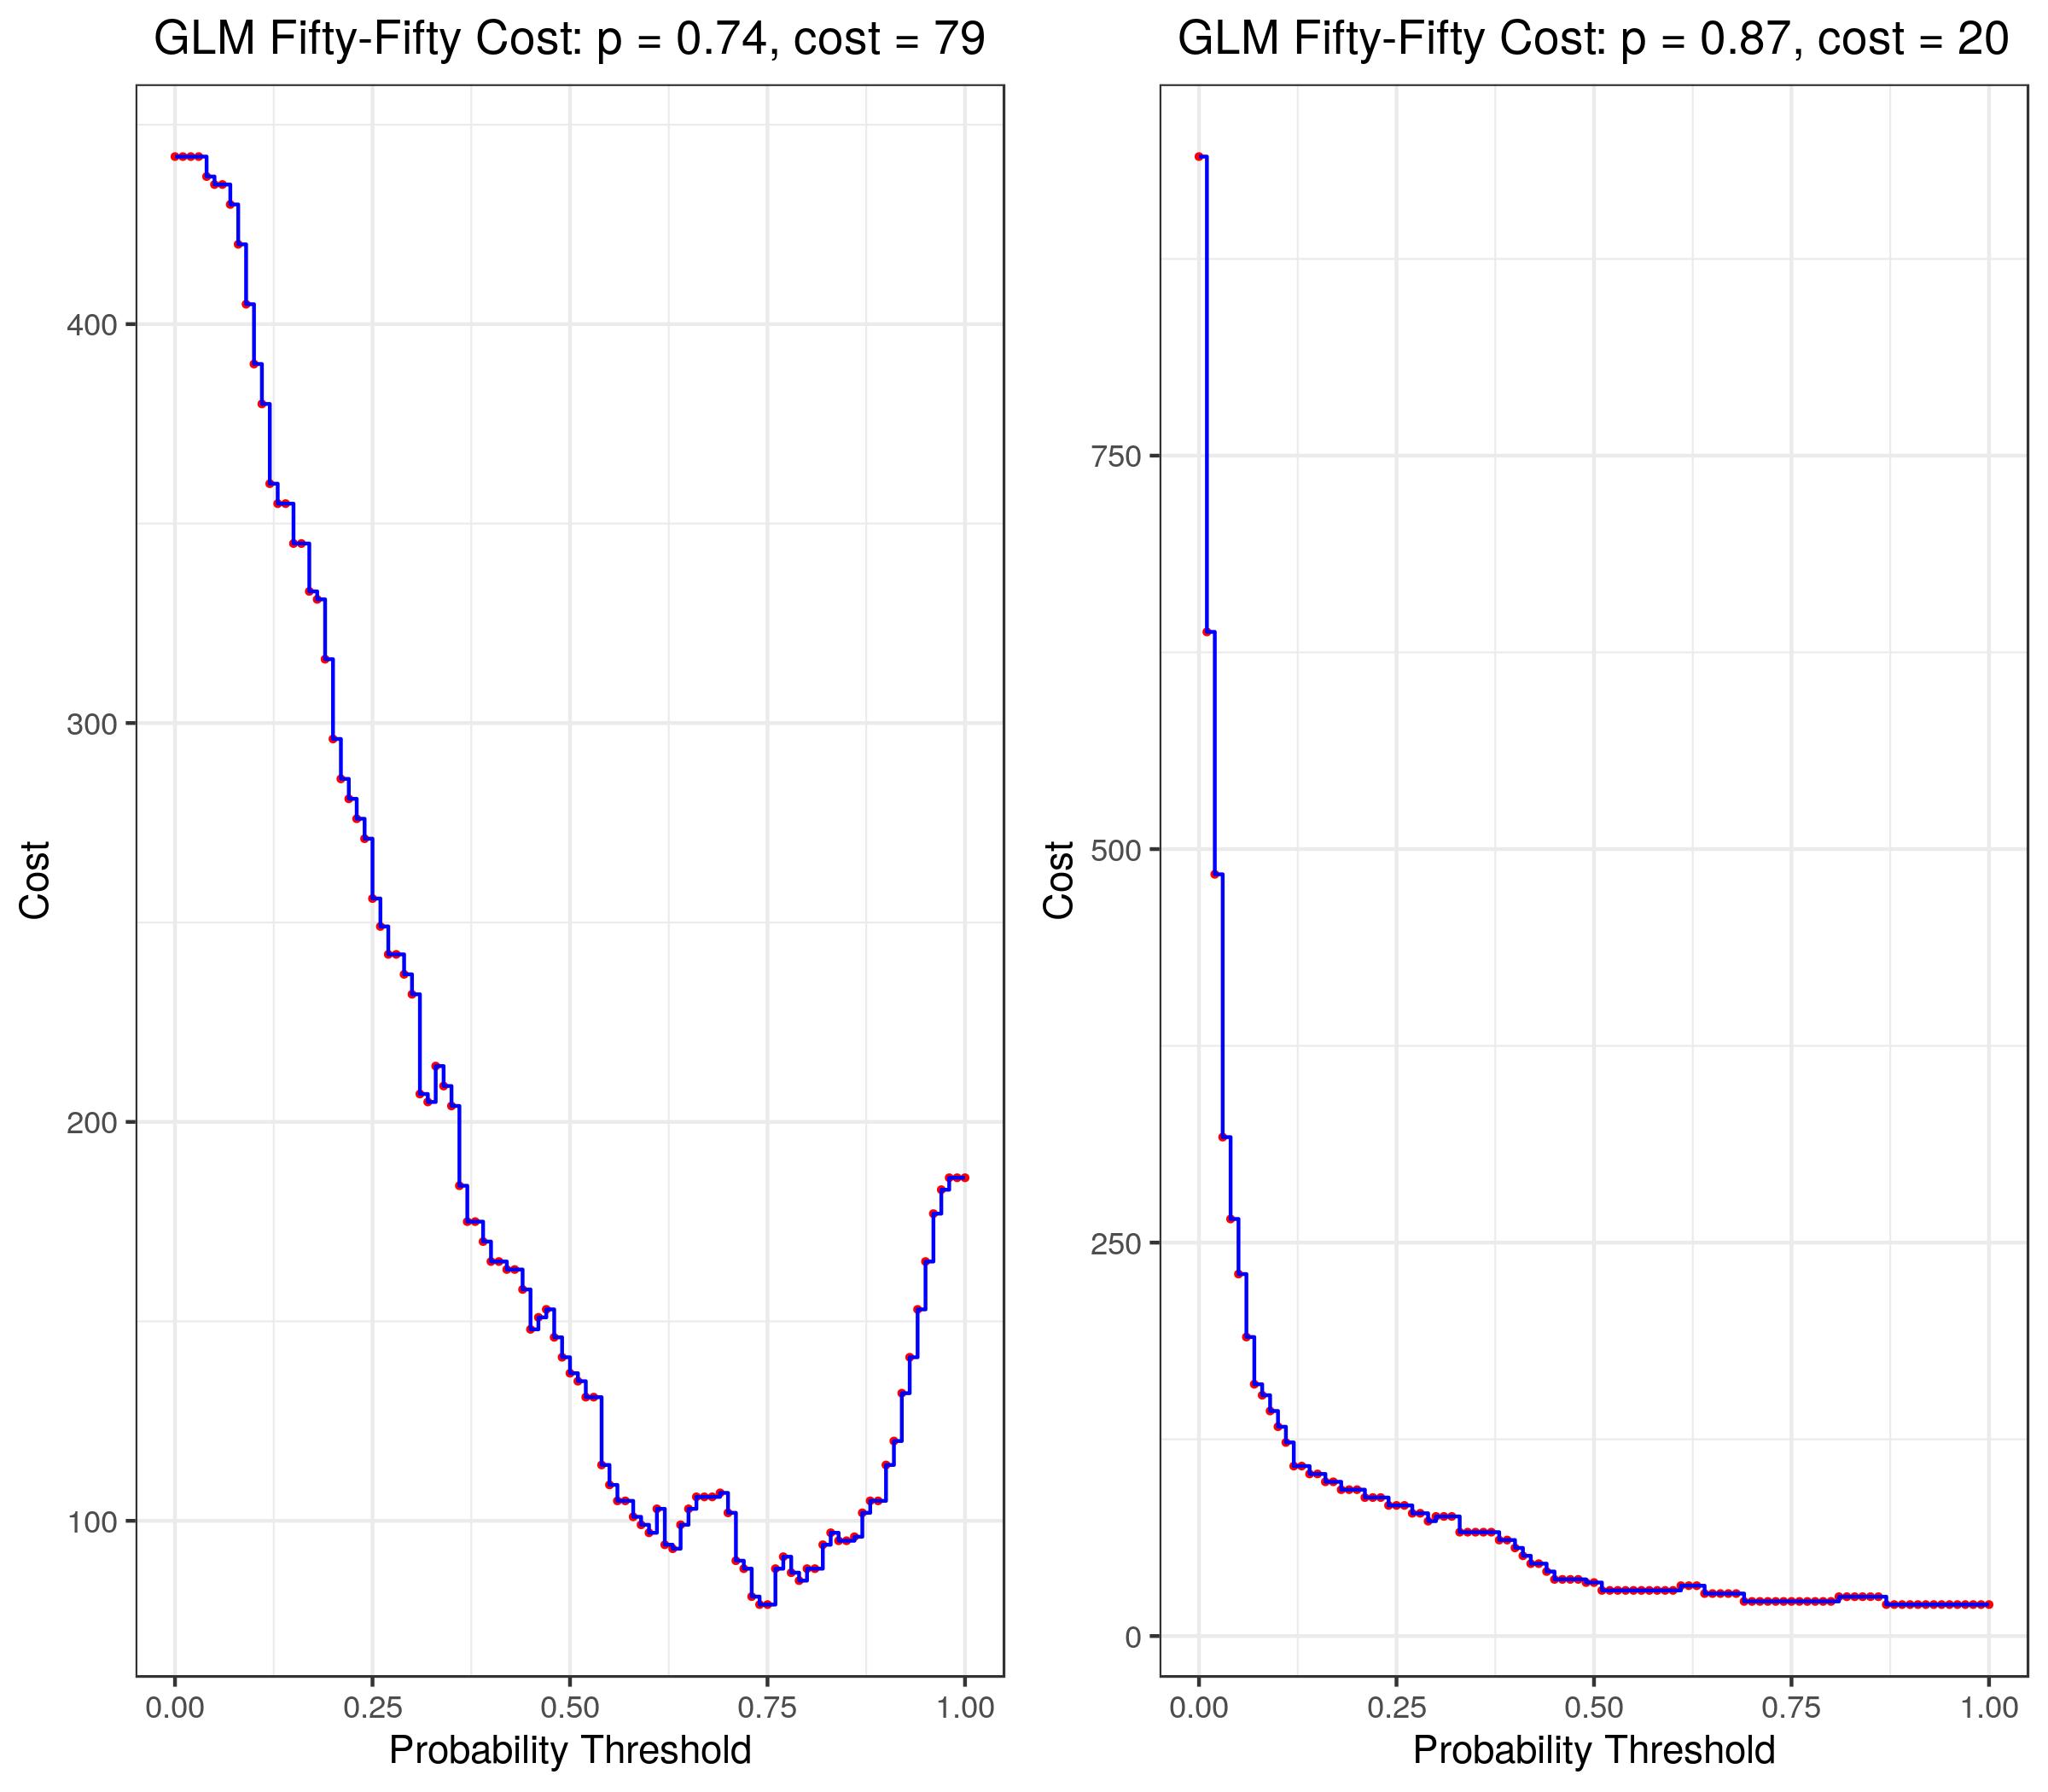 GLM Fifty-Fifty Cost: p = 0.74, cost = 79
Cost
400
300
200
100
0.00 0.25 0.50 0.75 1.00
Probability Threshold
GLM Fifty-Fifty Cost: p = 0.87, cost = 20
Cost
750
500
250
0
0.00 0.25 0.50 0.75 1.00
Probability Threshold